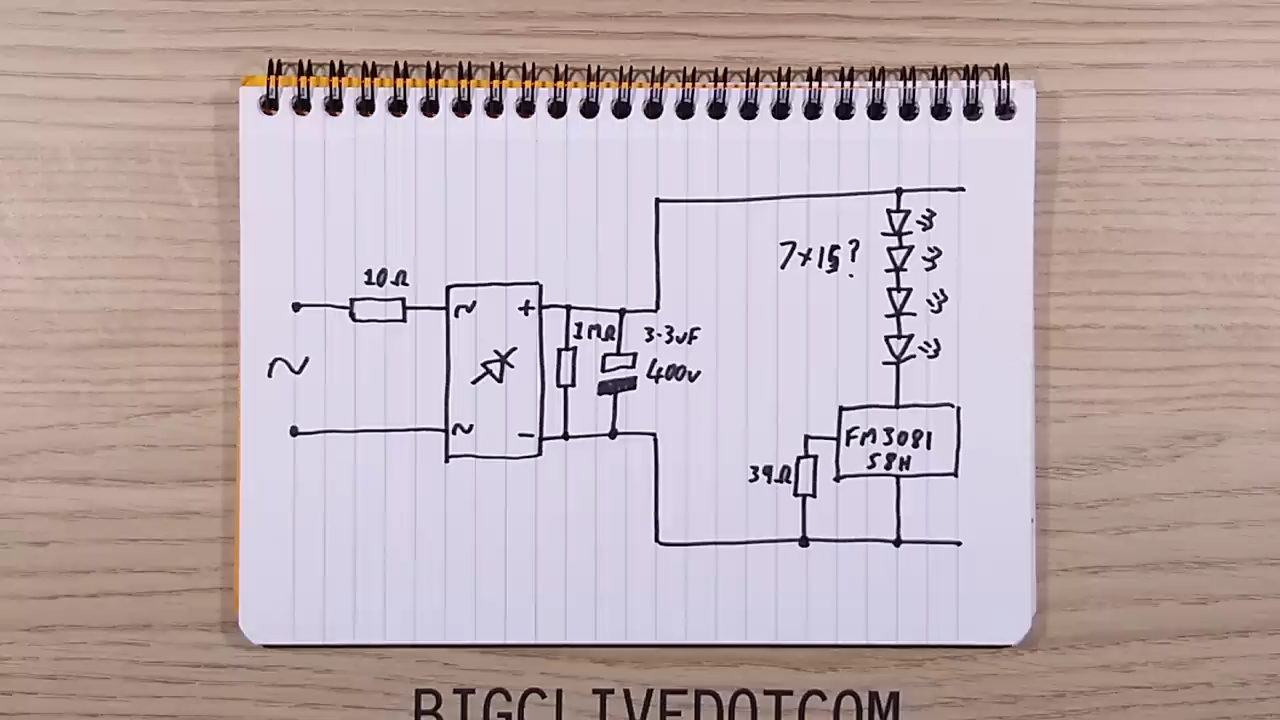 10Ω
~
~
+
~
-
1MΩ
3.3uF
400v
7x15?
39Ω
FM3081
58H
BIGCLIVEDOTCOM